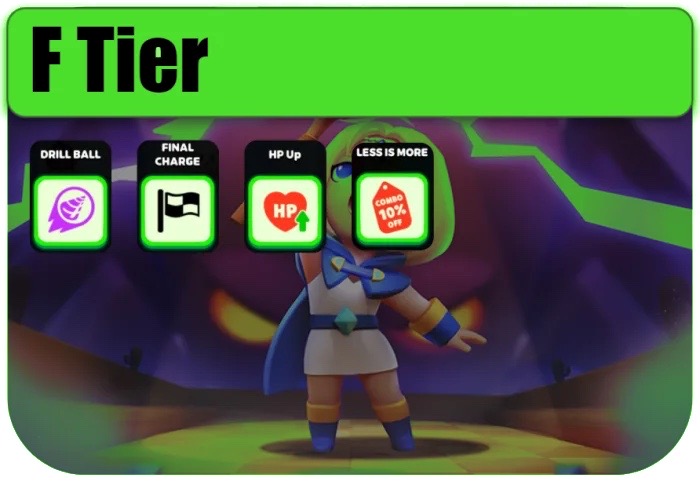 F Tier
DRILL BALL
FINAL
CHARGE
HP Up
LESS IS MORE
HP
COMBO
10%
OFF